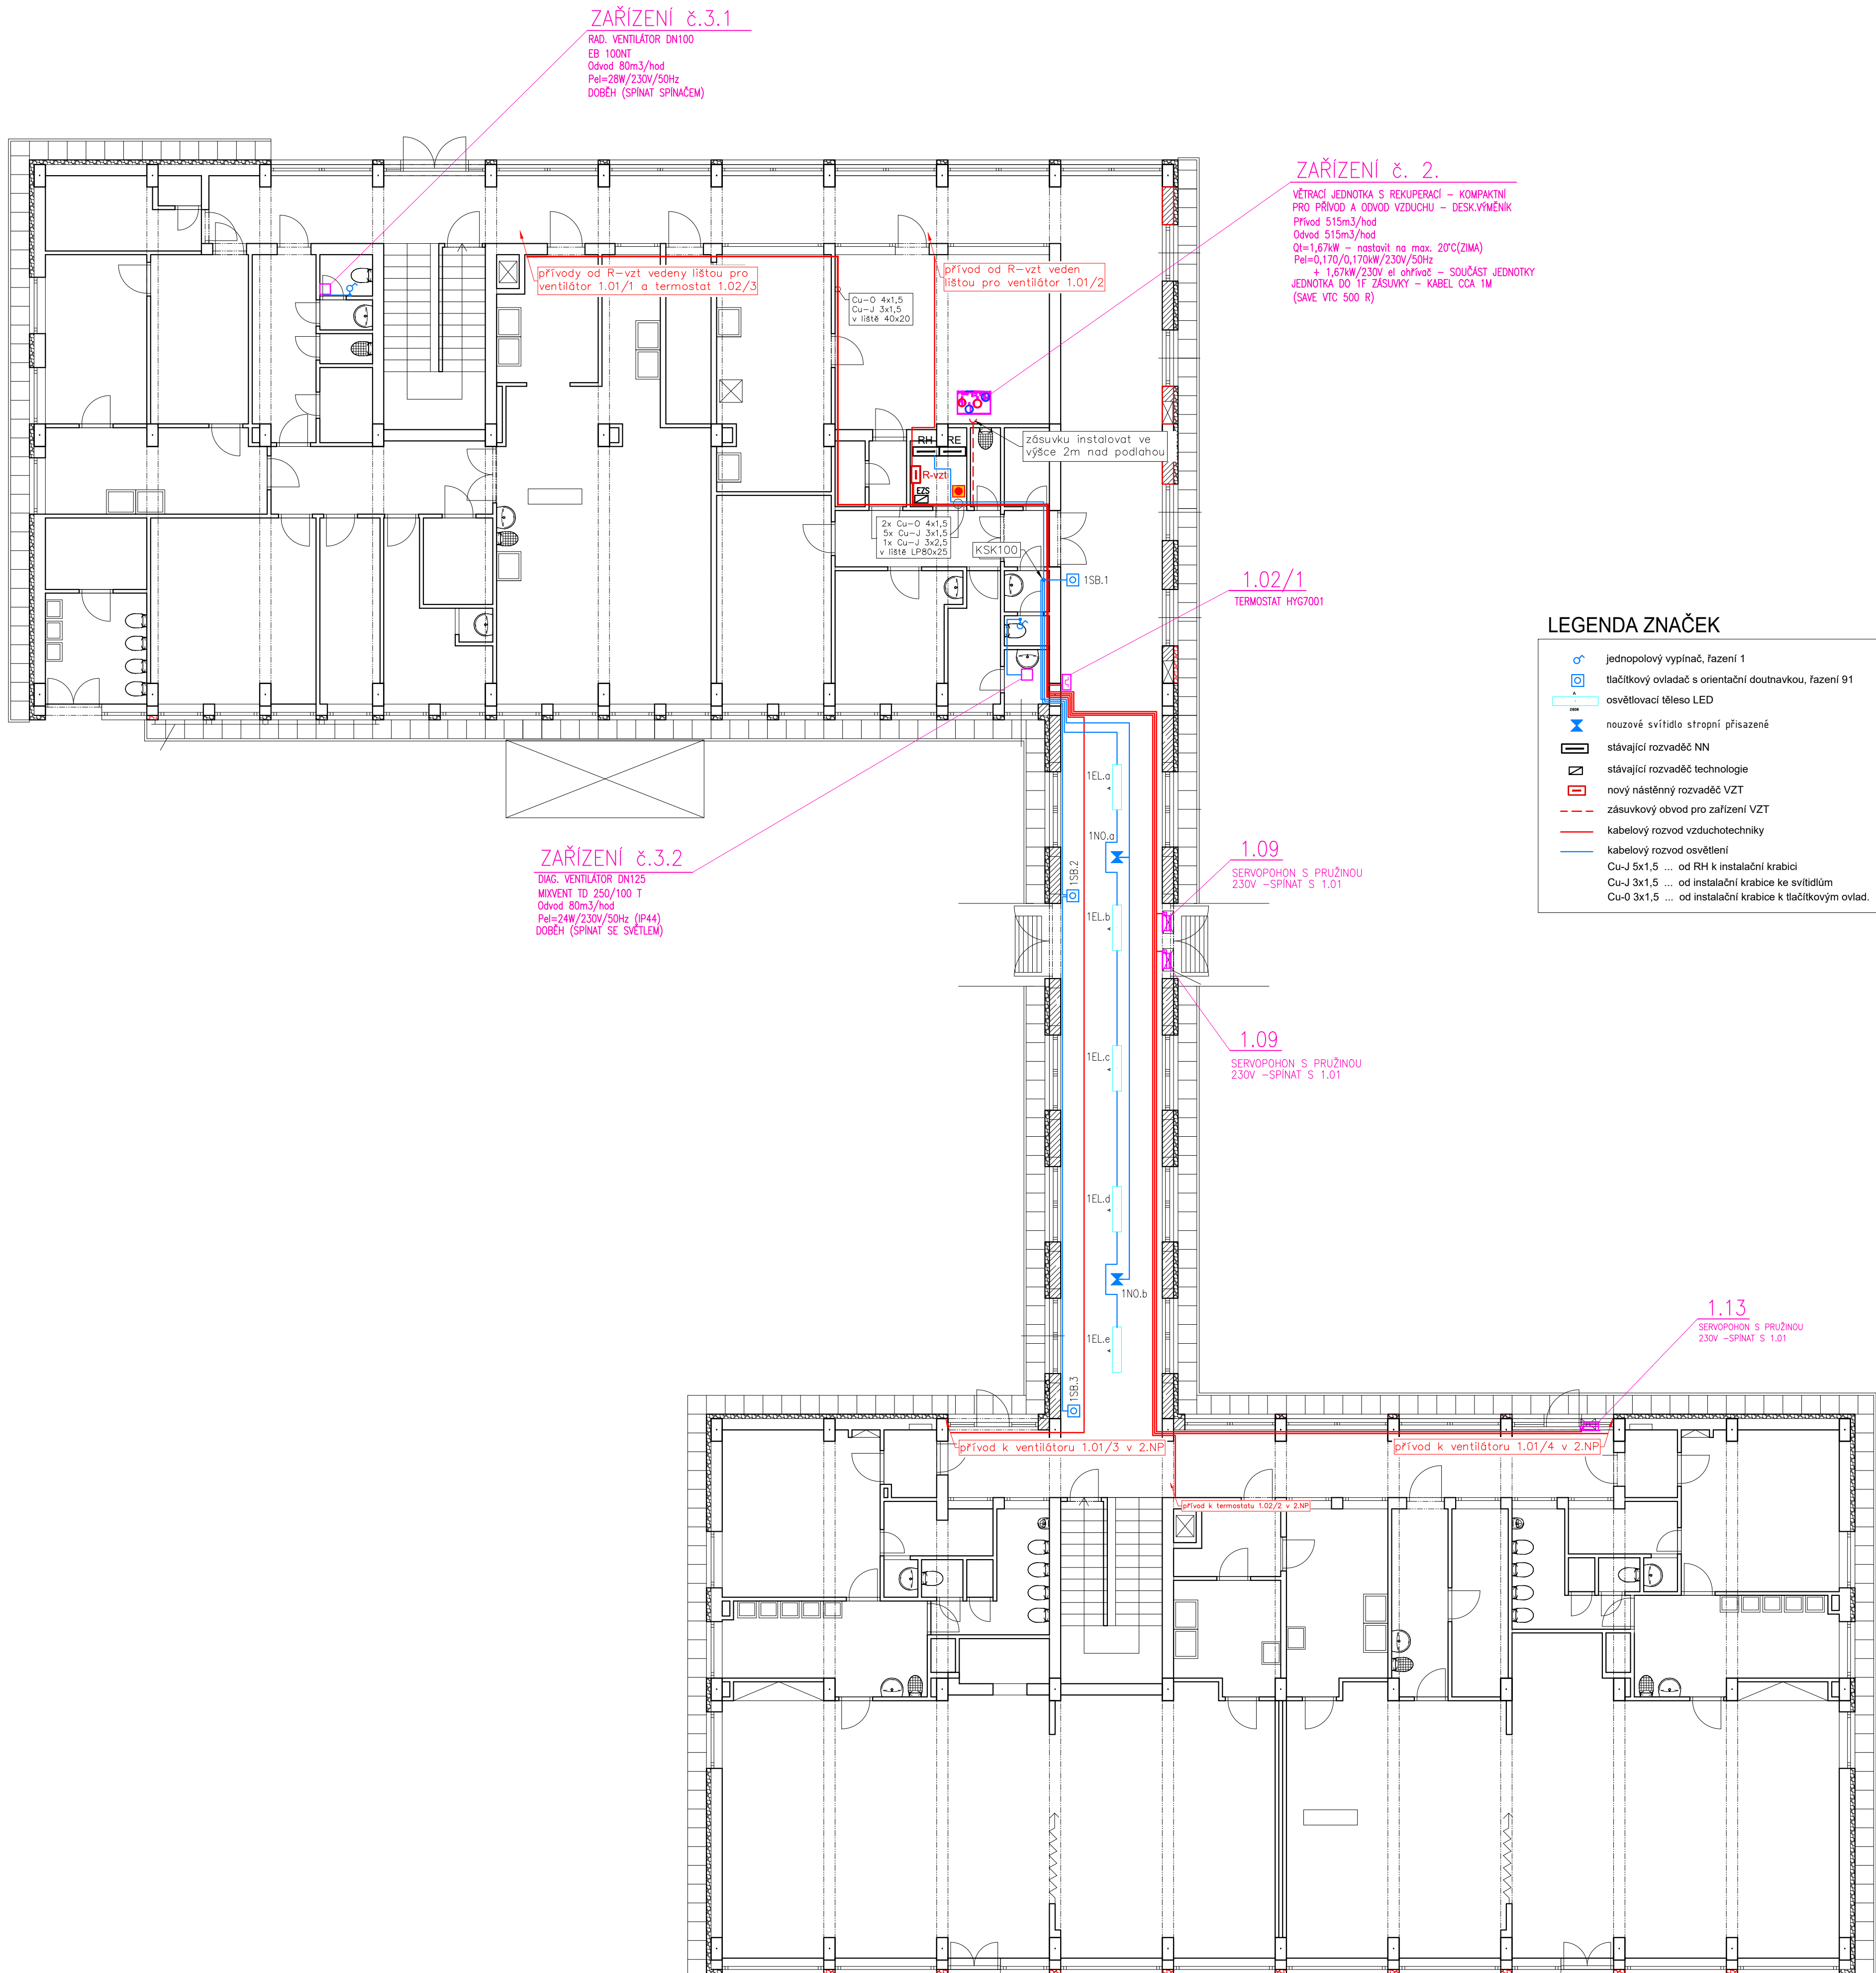 ZAŘÍZENÍ č.3.1
RAD. VENTILÁTOR DN100
EB 100NT
Odvod 80m3/hod
Pel=28W/230V/50Hz
DOBĚH (SPÍNAT SPÍNAČEM)
ZAŘÍZENÍ č. 2.
VĚTRACÍ JEDNOTKA S REKUPERACÍ – KOMPAKTNÍ
PRO PŘÍVOD A ODVOD VZDUCHU – DESK.VÝMĚNÍK
Přívod 515m3/hod
Odvod 515m3/hod
Qt=1,67kW – nastavit na max. 20°C(ZIMA)
Pel=0,170/0,170kW/230V/50Hz
+ 1,67kW/230V el ohřívač – SOUČÁST JEDNOTKY
JEDNOTKA DO 1F ZÁSUVKY – KABEL CCA 1M
(SAVE VTC 500 R)
přívody od R–vzt vedeny lištou pro
ventilátor 1.01/1 a termostat 1.02/3
přívod od R–vzt veden
lištou pro ventilátor 1.01/2
Cu–O 4x1,5
Cu–J 3x1,5
v liště 40x20
zásuvku instalovat ve
výšce 2m nad podlahou
RH
RE
R-vzt
EZS
2x Cu–O 4x1,5
5x Cu–J 3x1,5
1x Cu–J 3x2,5
v liště LP80x25
KSK100
1SB.1
1.02/1
TERMOSTAT HYG7001
LEGENDA ZNAČEK
jednopolový vypínač, řazení 1
tlačítkový ovladač s orientační doutnavkou, řazení 91
A
osvětlovací těleso LED
nouzové svítidlo stropní přisazené
stávající rozvaděč NN
stávající rozvaděč technologie
nový nástěnný rozvaděč VZT
zásuvkový obvod pro zařízení VZT
kabelový rozvod vzduchotechniky
kabelový rozvod osvětlení
Cu-J 5x1,5 ... od RH k instalační krabici
Cu-J 3x1,5 ... od instalační krabice ke svítidlům
Cu-0 3x1,5 ... od instalační krabice k tlačítkovým ovlad.
1EL.a
A
1NO.a
1SB.2
1EL.b
A
ZAŘÍZENÍ č.3.2
DIAG. VENTILÁTOR DN125
MIXVENT TD 250/100 T
Odvod 80m3/hod
Pel=24W/230V/50Hz (IP44)
DOBĚH (SPÍNAT SE SVĚTLEM)
1.09
SERVOPOHON S PRUŽINOU
230V –SPÍNAT S 1.01
1.09
SERVOPOHON S PRUŽINOU
230V –SPÍNAT S 1.01
1EL.c
A
1EL.d
A
1NO.b
1EL.e
A
1SB.3
1.13
SERVOPOHON S PRUŽINOU
230V –SPÍNAT S 1.01
přívod k ventilátoru 1.01/3 v 2.NP
přívod k ventilátoru 1.01/4 v 2.NP
přívod k termostatu 1.02/2 v 2.NP